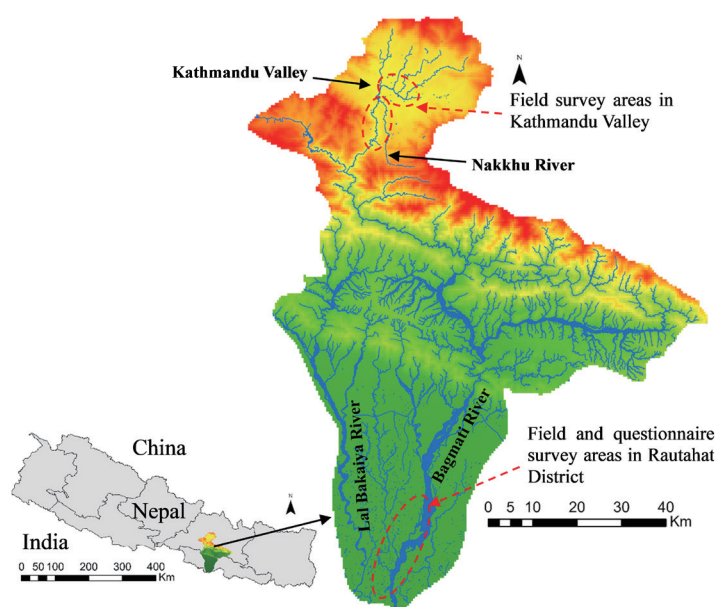 Kathmandu Valley
N
Field survey areas in
Kathmandu Valley
Nakkhu River
Lal Bakaiya River
Bagmati River
Field and questionnaire
survey areas in Rautahat
District
0 5 10 20 30 40
Km
China
Nepal
India
N
0 50 100 200 300 400
Km